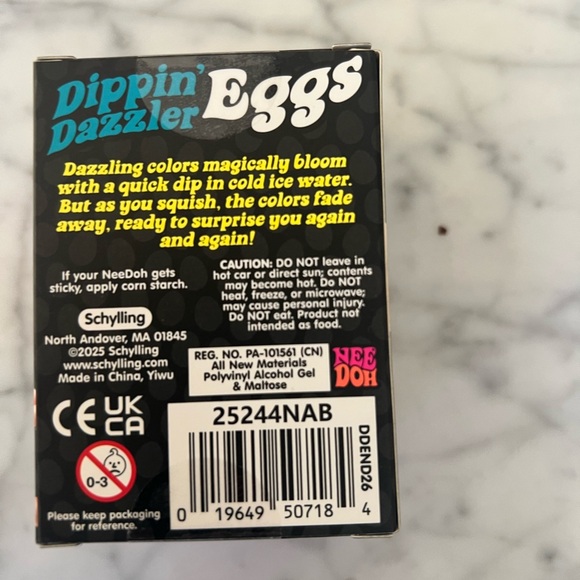 Dippin' Eggs
Dazzler
Dazzling colors magically bloom
with a quick dip in cold ice water.
But as you squish, the colors fade
away, ready to surprise you again
and again!
If your NeeDoh gets
sticky, apply corn starch.
CAUTION: DO NOT leave in
hot car or direct sun; contents
may become hot. Do NOT
heat, freeze, or microwave;
may cause personal injury.
Do NOT eat. Product not
intended as food.
Schylling
North Andover, MA 01845
©2025 Schylling
www.schylling.com
Made in China, Yiwu
REG. NO. PA-101561 (CN)
All New Materials
Polyvinyl Alcohol Gel
& Maltose
NEE
DOH
CE UK
CA
0-3
Please keep packaging
for reference.
25244NAB
DDEND26
0 19649 50718 4